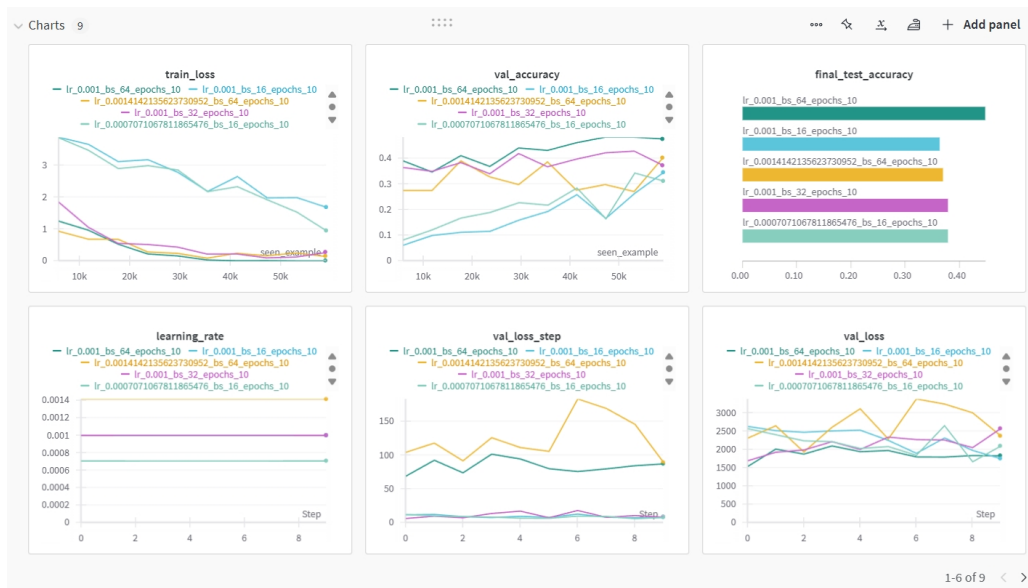 Charts 9
Add panel
train_loss
lr_0.001_bs_64_epochs_10 lr_0.001_bs_16_epochs_10
lr_0.0014142135623730952_bs_64_epochs_10
lr_0.001_bs_32_epochs_10
lr_0.0007071067811865476_bs_16_epochs_10
3
2
1
0
seen_example
10k 20k 30k 40k 50k
val_accuracy
lr_0.001_bs_64_epochs_10 lr_0.001_bs_16_epochs_10
lr_0.0014142135623730952_bs_64_epochs_10
lr_0.001_bs_32_epochs_10
lr_0.0007071067811865476_bs_16_epochs_10
0.4
0.3
0.2
0.1
0
seen_example
10k 20k 30k 40k 50k
final_test_accuracy
lr_0.001_bs_64_epochs_10
lr_0.001_bs_16_epochs_10
lr_0.0014142135623730952_bs_64_epochs_10
lr_0.001_bs_32_epochs_10
lr_0.0007071067811865476_bs_16_epochs_10
0.00 0.10 0.20 0.30 0.40
learning_rate
lr_0.001_bs_64_epochs_10 lr_0.001_bs_16_epochs_10
lr_0.0014142135623730952_bs_64_epochs_10
lr_0.001_bs_32_epochs_10
lr_0.0007071067811865476_bs_16_epochs_10
0.0014
0.0012
0.001
0.0008
0.0006
0.0004
0.0002
0
Step
0 2 4 6 8
val_loss_step
lr_0.001_bs_64_epochs_10 lr_0.001_bs_16_epochs_10
lr_0.0014142135623730952_bs_64_epochs_10
lr_0.001_bs_32_epochs_10
lr_0.0007071067811865476_bs_16_epochs_10
150
100
50
0
Step
0 2 4 6 8
val_loss
lr_0.001_bs_64_epochs_10 lr_0.001_bs_16_epochs_10
lr_0.0014142135623730952_bs_64_epochs_10
lr_0.001_bs_32_epochs_10
lr_0.0007071067811865476_bs_16_epochs_10
3000
2500
2000
1500
1000
500
0
Step
0 2 4 6 8
1-6 of 9